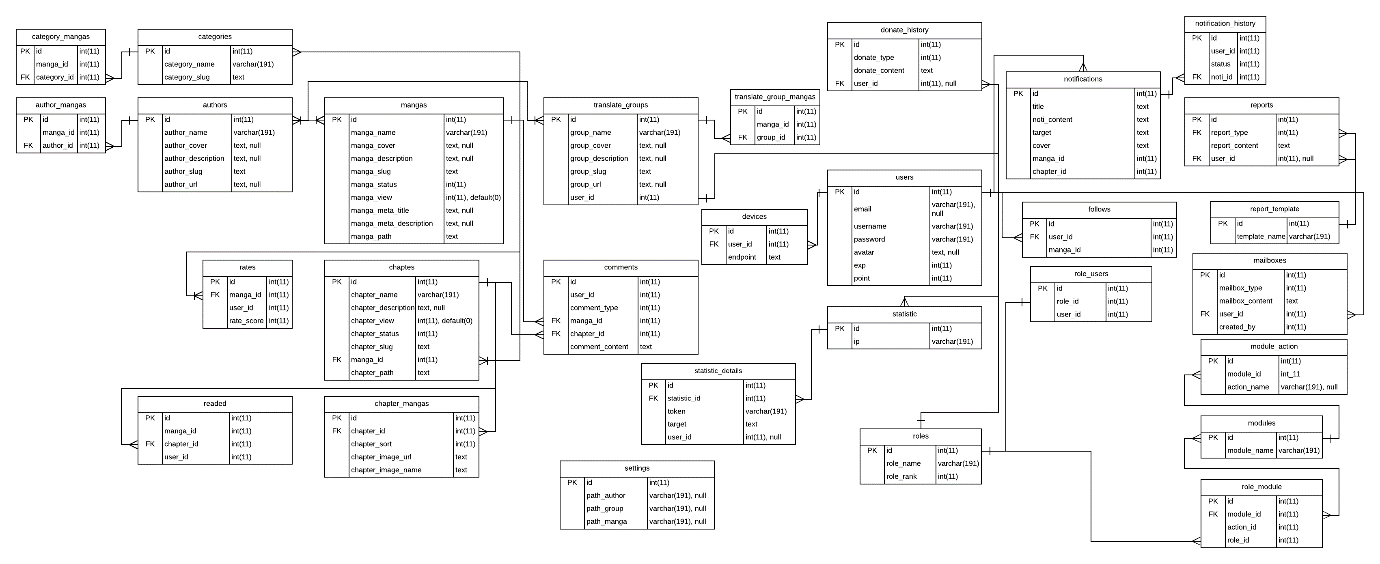 category_mangas
PK id int(11)
manga_id int(11)
FK category_id int(11)
categories
PK id int(11)
category_name varchar(191)
category_slug text
author_mangas
PK id int(11)
manga_id int(11)
FK author_id int(11)
authors
PK id int(11)
author_name varchar(191)
author_cover text, null
author_description text, null
author_slug text
author_url text, null
mangas
PK id int(11)
manga_name varchar(191)
manga_cover text, null
manga_description text, null
manga_slug text
manga_status int(11)
manga_view int(11), default(0)
manga_meta_title text, null
manga_meta_description text, null
manga_path text
translate_groups
PK id int(11)
group_name varchar(191)
group_cover text, null
group_description text, null
group_slug text
group_url text, null
user_id int(11)
translate_group_mangas
PK id int(11)
manga_id int(11)
FK group_id int(11)
donate_history
PK id int(11)
donate_type int(11)
donate_content text
FK user_id int(11), null
notifications
PK id int(11)
title text
noti_content text
target text
cover text
manga_id int(11)
chapter_id int(11)
notification_history
PK id int(11)
user_id int(11)
status int(11)
FK noti_id int(11)
reports
PK id int(11)
FK report_type int(11)
report_content text
FK user_id int(11), null
users
PK id int(11)
email varchar(191),
null
username varchar(191)
password varchar(191)
avatar text, null
exp int(11)
point int(11)
devices
PK id int(11)
FK user_id int(11)
endpoint text
follows
PK id int(11)
FK user_id int(11)
manga_id int(11)
report_template
PK id int(11)
template_name varchar(191)
rates
PK id int(11)
FK manga_id int(11)
user_id int(11)
rate_score int(11)
chaptes
PK id int(11)
chapter_name varchar(191)
chapter_description text, null
chapter_view int(11), default(0)
chapter_status int(11)
chapter_slug text
FK manga_id int(11)
chapter_path text
comments
PK id int(11)
user_id int(11)
comment_type int(11)
FK manga_id int(11)
FK chapter_id int(11)
comment_content text
role_users
PK id int(11)
role_id int(11)
user_id int(11)
mailboxes
PK id int(11)
mailbox_type int(11)
mailbox_content text
FK user_id int(11)
created_by int(11)
statistic
PK id int(11)
ip varchar(191)
module_action
PK id int(11)
module_id int_11
action_name varchar(191), null
statistic_details
PK id int(11)
FK statistic_id int(11)
token varchar(191)
target text
user_id int(11), null
readed
PK id int(11)
manga_id int(11)
FK chapter_id int(11)
user_id int(11)
chapter_mangas
PK id int(11)
FK chapter_id int(11)
chapter_sort int(11)
chapter_image_url text
chapter_image_name text
settings
PK id int(11)
path_author varchar(191), null
path_group varchar(191), null
path_manga varchar(191), null
roles
PK id int(11)
role_name varchar(191)
role_rank int(11)
modules
PK id int(11)
module_name varchar(191)
role_module
PK id int(11)
FK module_id int(11)
action_id int(11)
role_id int(11)